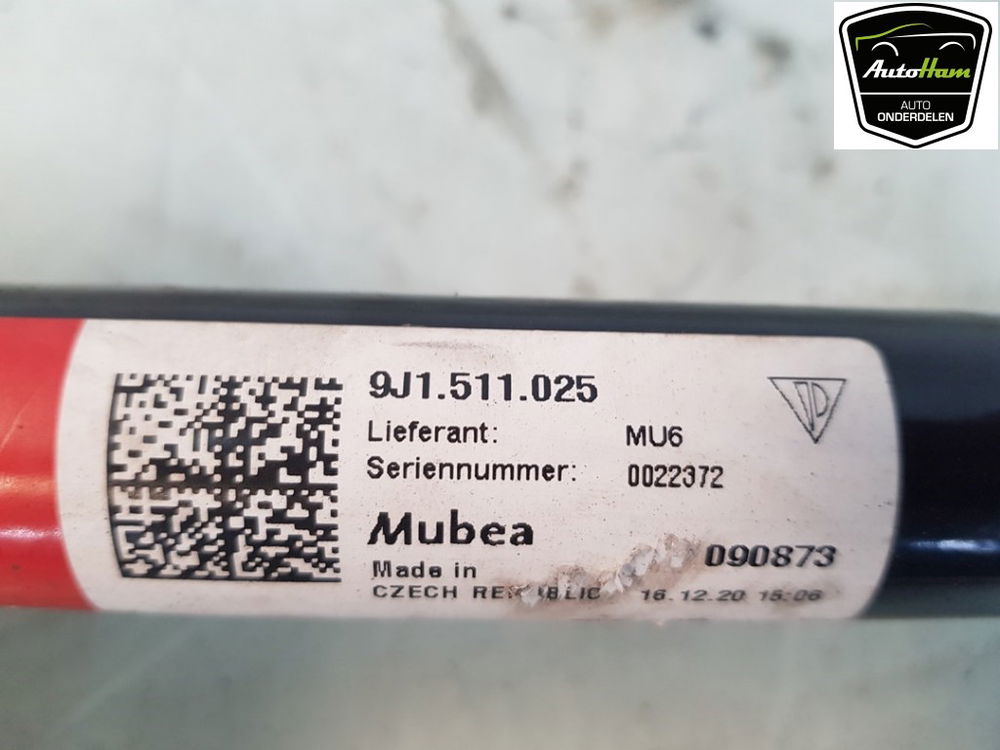 AutoHam
AUTO
ONDERDELEN
9J1.511.025
Lieferant: MU6
Seriennummer: 0022372
Mubea
090873
Made in
CZECH REPUBLIC 16.12.20 15:06